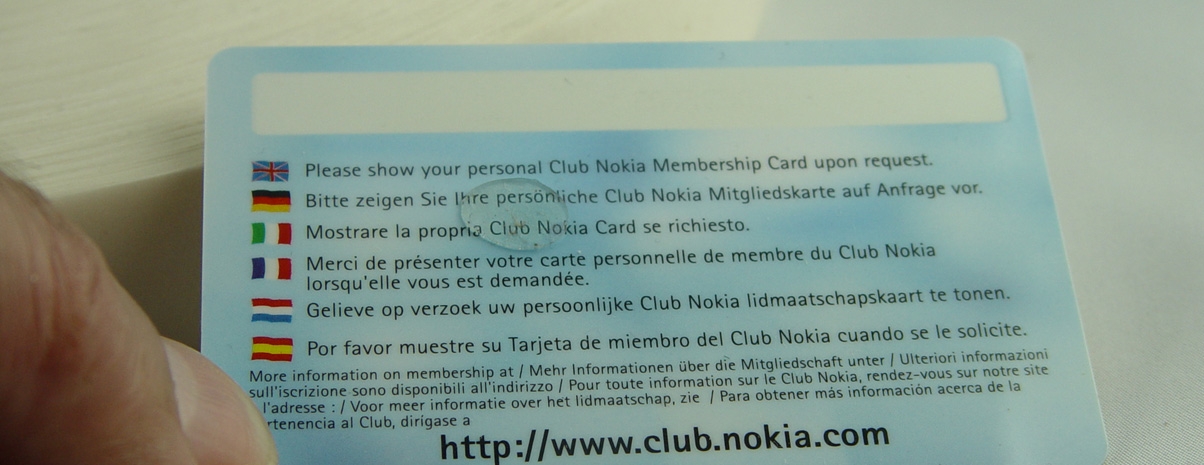 Please show your personal Club Nokia Membership Card upon request.
Bitte zeigen Sie Ihre persönliche Club Nokia Mitgliedskarte auf Anfrage vor.
Mostrare la propria Club Nokia Card se richiesto.
Merci de présenter votre carte personnelle de membre du Club Nokia
lorsqu'elle vous est demandée.
Gelieve op verzoek uw persoonlijke Club Nokia lidmaatschapskaart te tonen.
Por favor muestre su Tarjeta de miembro del Club Nokia cuando se le solicite.
More information on membership at / Mehr Informationen über die Mitgliedschaft unter / Ulteriori informazioni
sull'iscrizione sono disponibili all'indirizzo / Pour toute information sur le Club Nokia, rendez-vous sur notre site
l'adresse : / Voor meer informatie over het lidmaatschap, zie / Para obtener más información acerca de la
rtenencia al Club, dirígase a
http://www.club.nokia.com